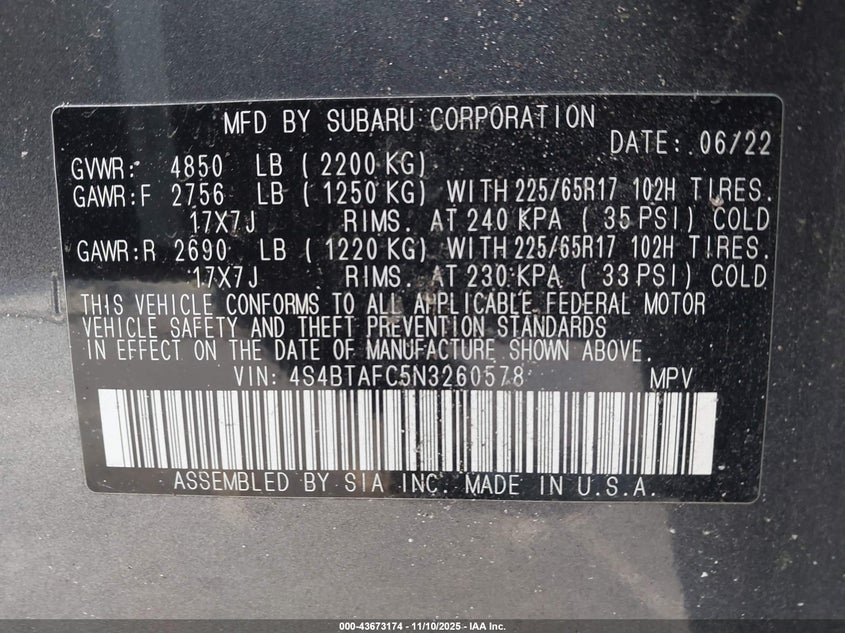 MFD BY SUBARU CORPORATION
DATE: 06/22
GVWR: 4850 LB ( 2200 KG)
GAWR:F 2756 LB ( 1250 KG) WITH 225/65R17 102H TIRES.
17X7J RIMS. AT 240 KPA ( 35 PSI) COLD
GAWR:R 2690 LB ( 1220 KG) WITH 225/65R17 102H TIRES.
17X7J RIMS. AT 230 KPA ( 33 PSI) COLD
THIS VEHICLE CONFORMS TO ALL APPLICABLE FEDERAL MOTOR
VEHICLE SAFETY AND THEFT PREVENTION STANDARDS
IN EFFECT ON THE DATE OF MANUFACTURE SHOWN ABOVE.
VIN: 4S4BTAFC5N3260578 MPV
ASSEMBLED BY SIA INC. MADE IN U.S.A.
000-43673174 - 11/10/2025 - IAA Inc.